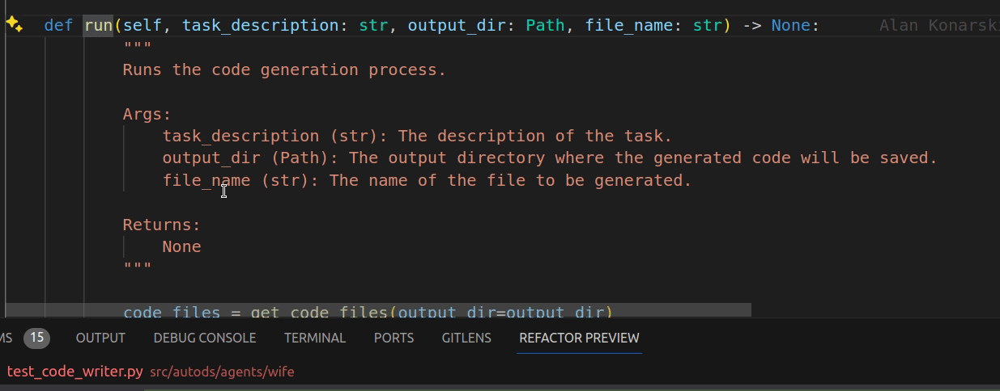 def run(self, task_description: str, output_dir: Path, file_name: str) -> None: Alan Konarsk
"""
Runs the code generation process.
Args:
task_description (str): The description of the task.
output_dir (Path): The output directory where the generated code will be saved.
file_name (str): The name of the file to be generated.
Returns:
None
"""
code_files = get_code_files(output_dir=output_dir)
MS 15 OUTPUT DEBUG CONSOLE TERMINAL PORTS GITLENS REFACTOR PREVIEW
test_code_writer.py src/autods/agents/wife